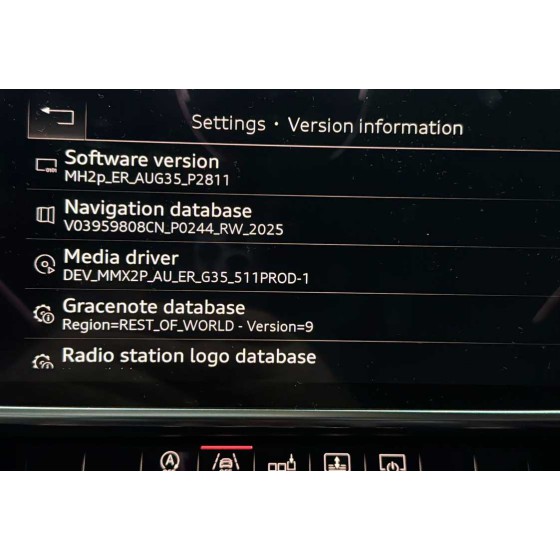 Settings · Version information
Software version
MH2p_ER_AUG35_P2811
Navigation database
V03959808CN_P0244_RW_2025
Media driver
DEV_MMX2P_AU_ER_G35_511PROD-1
Gracenote database
Region=REST_OF_WORLD - Version=9
Radio station logo database